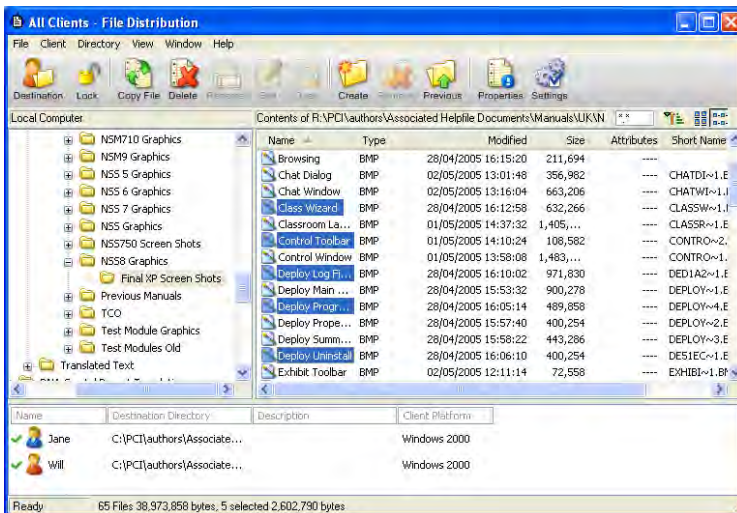 All Clients - File Distribution
File Client Directory View Window Help
Destination Lock Copy File Delete Create Previous Properties Settings
Local Computer
Contents of R:\PCI\authors\Associated Helpfile Documents\Manuals\UK\N *.*
NSM710 Graphics
NSM9 Graphics
NSS 5 Graphics
NSS 6 Graphics
NSS 7 Graphics
NSS Graphics
NSS750 Screen Shots
NSS8 Graphics
Final XP Screen Shots
Previous Manuals
TCO
Test Module Graphics
Test Modules Old
Translated Text
Name Type Modified Size Attributes Short Name
Browsing BMP 28/04/2005 16:15:20 211,694 ----
Chat Dialog BMP 02/05/2005 13:01:48 356,982 ---- CHATDI~1.E
Chat Window BMP 02/05/2005 13:16:04 663,206 ---- CHATWI~1.I
Class Wizard BMP 28/04/2005 16:12:58 632,266 ---- CLASSW~1.I
Classroom La... BMP 01/05/2005 14:37:32 1,405,... ---- CLASSR~1.E
Control Toolbar BMP 01/05/2005 14:10:24 108,582 ---- CONTRO~2.
Control Window BMP 01/05/2005 13:58:08 1,483,... ---- CONTRO~1.
Deploy Log Fi... BMP 28/04/2005 16:10:02 971,830 ---- DED1A2~1.E
Deploy Main ... BMP 28/04/2005 15:53:32 900,278 ---- DEPLOY~1.E
Deploy Progr... BMP 28/04/2005 16:05:14 489,858 ---- DEPLOY~4.E
Deploy Prope... BMP 28/04/2005 15:57:40 400,254 ---- DEPLOY~2.E
Deploy Summ... BMP 28/04/2005 15:58:22 443,286 ---- DEPLOY~3.E
Deploy Uninstall BMP 28/04/2005 16:06:10 400,254 ---- DE51EC~1.E
Exhibit Toolbar BMP 02/05/2005 12:11:14 72,558 ---- EXHIBI~1.BM
Name Destination Directory Description Client Platform
Jane C:\PCI\authors\Associate... Windows 2000
Will C:\PCI\authors\Associate... Windows 2000
Ready 65 Files 38,973,858 bytes, 5 selected 2,602,790 bytes